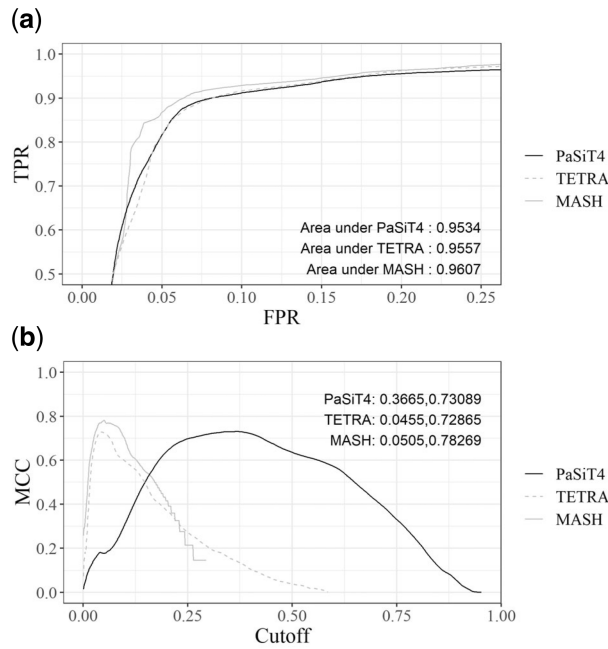 (a)
1.0
0.9
0.8
0.7
0.6
0.5
TPR
0.00 0.05 0.10 0.15 0.20 0.25
FPR
Area under PaSiT4 : 0.9534
Area under TETRA : 0.9557
Area under MASH : 0.9607
PaSiT4
TETRA
MASH
(b)
1.0
0.8
0.6
0.4
0.2
0.0
MCC
0.00 0.25 0.50 0.75 1.00
Cutoff
PaSiT4: 0.3665,0.73089
TETRA: 0.0455,0.72865
MASH: 0.0505,0.78269
PaSiT4
TETRA
MASH